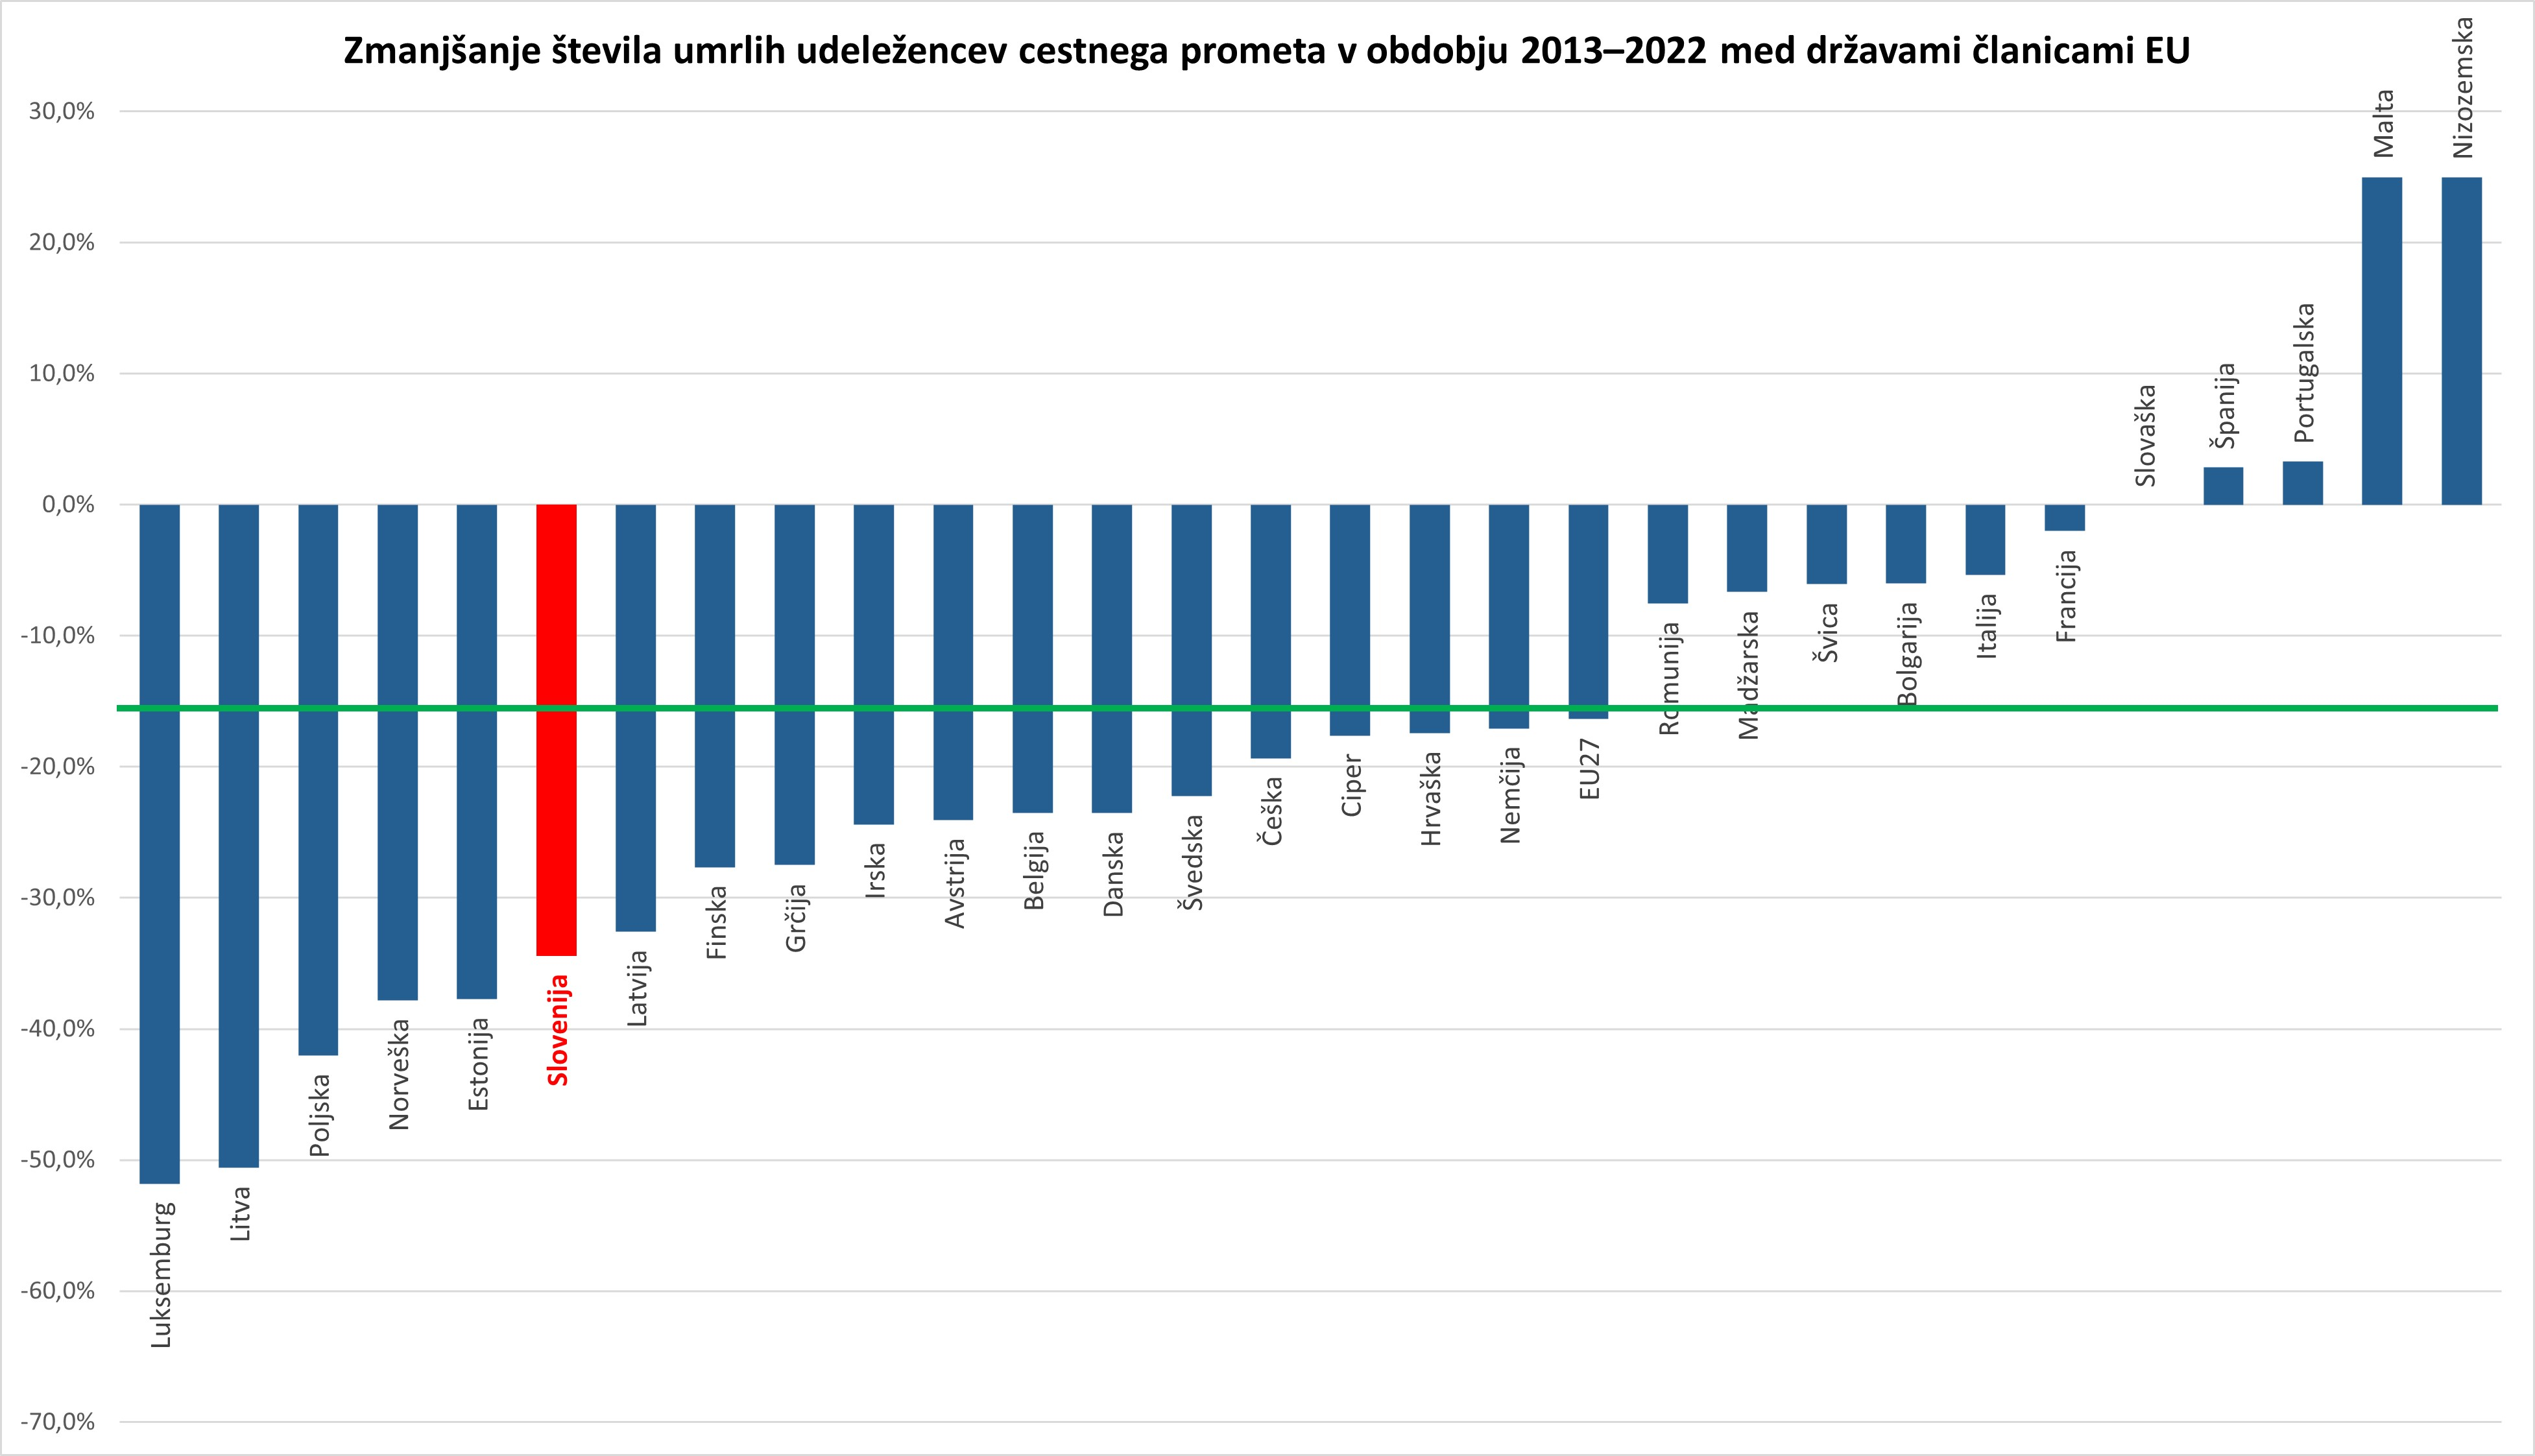 Zmanjšanje števila umrlih udeležencev cestnega prometa v obdobju 2013–2022 med državami članicami EU
30,0%
20,0%
10,0%
0,0%
-10,0%
-20,0%
-30,0%
-40,0%
-50,0%
-60,0%
-70,0%
Luksemburg
Litva
Poljska
Norveška
Estonija
Slovenija
Latvija
Finska
Grčija
Irska
Avstrija
Belgija
Danska
Švedska
Češka
Ciper
Hrvaška
Nemčija
EU27
Romunija
Madžarska
Švica
Bolgarija
Italija
Francija
Slovaška
Španija
Portugalska
Malta
Nizozemska